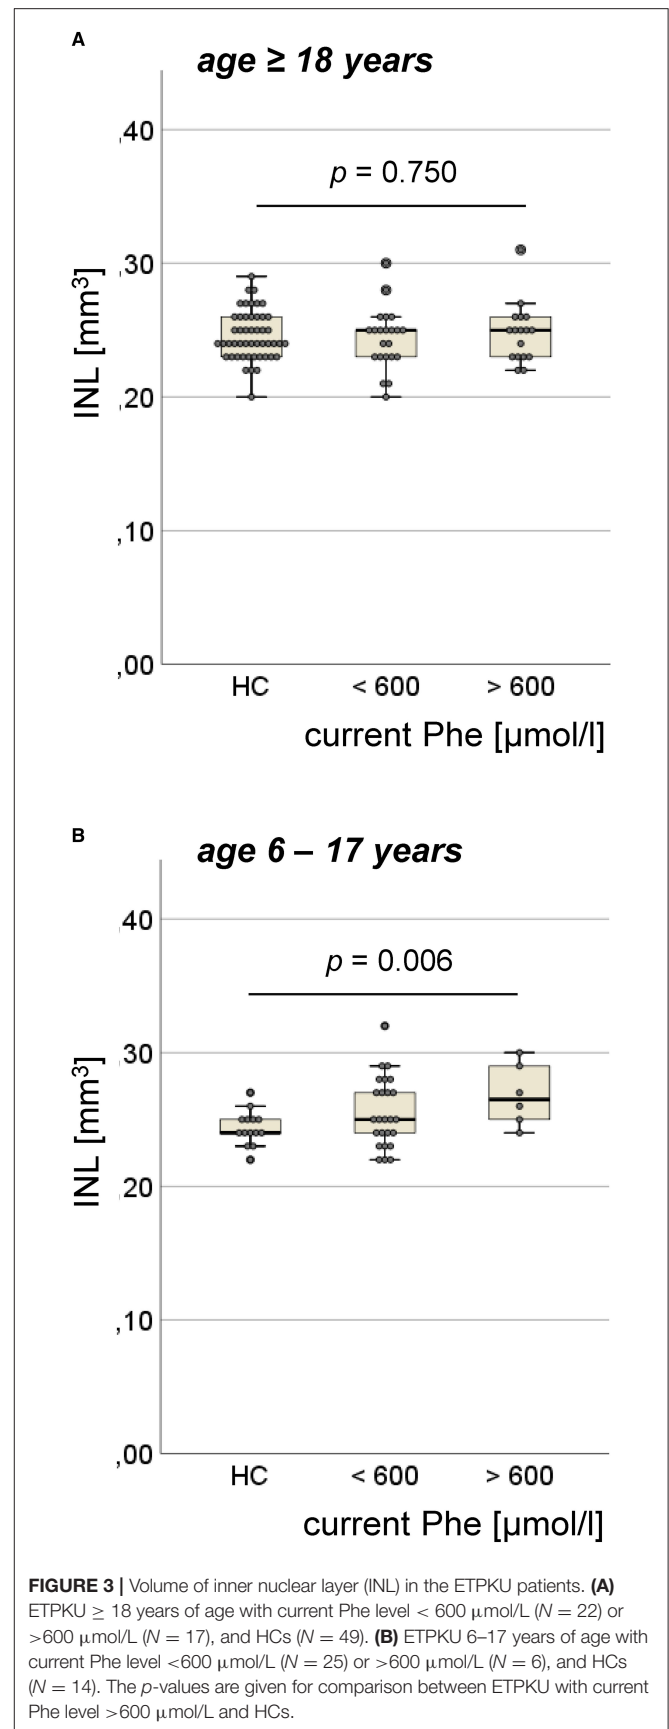 A
age ≥ 18 years
,40
p = 0.750
,30
INL [mm³]
,20
,10
,00
HC < 600 > 600
current Phe [µmol/l]
B
age 6 – 17 years
,40
p = 0.006
,30
INL [mm³]
,20
,10
,00
HC < 600 > 600
current Phe [µmol/l]
FIGURE 3 | Volume of inner nuclear layer (INL) in the ETPKU patients. (A)
ETPKU ≥ 18 years of age with current Phe level < 600 µmol/L (N = 22) or
>600 µmol/L (N = 17), and HCs (N = 49). (B) ETPKU 6–17 years of age with
current Phe level <600 µmol/L (N = 25) or >600 µmol/L (N = 6), and HCs
(N = 14). The p-values are given for comparison between ETPKU with current
Phe level >600 µmol/L and HCs.